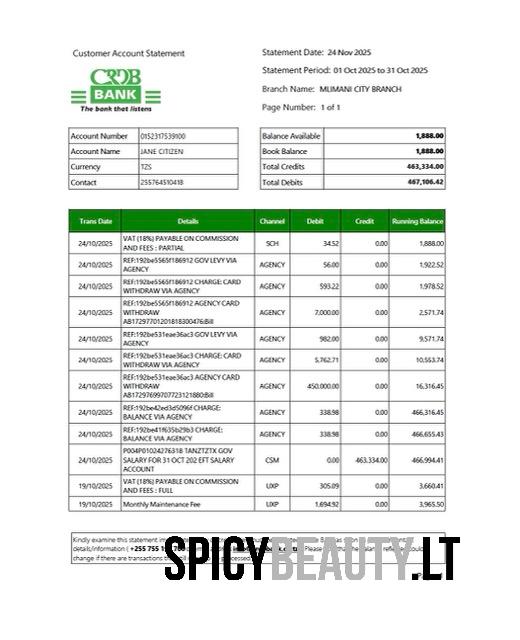 Customer Account Statement
Statement Date: 24 Nov 2025
Statement Period: 01 Oct 2025 to 31 Oct 2025
Branch Name: MLIMANI CITY BRANCH
Page Number: 1 of 1
CRDB
BANK
The bank that listens
Account Number 0152317539100
Account Name JANE CITIZEN
Currency TZS
Contact 255764510418
Balance Available 1,888.00
Book Balance 1,888.00
Total Credits 463,334.00
Total Debits 467,106.42
Trans Date Details Channel Debit Credit Running Balance
24/10/2025 VAT (18%) PAYABLE ON COMMISSION SCH 34.52 0.00 1,888.00
AND FEES : PARTIAL
24/10/2025 REF:192be5565f186912 GOV LEVY VIA AGENCY 56.00 0.00 1,922.52
AGENCY
24/10/2025 REF:192be5565f186912 CHARGE: CARD AGENCY 593.22 0.00 1,978.52
WITHDRAW VIA AGENCY
24/10/2025 REF:192be5565f186912 AGENCY CARD AGENCY 7,000.00 0.00 2,571.74
WITHDRAW
AB17297701201818300476:Bill
24/10/2025 REF:192be531eae36ac3 GOV LEVY VIA AGENCY 982.00 0.00 9,571.74
AGENCY
24/10/2025 REF:192be531eae36ac3 CHARGE: CARD AGENCY 5,762.71 0.00 10,553.74
WITHDRAW VIA AGENCY
24/10/2025 REF:192be531eae36ac3 AGENCY CARD AGENCY 450,000.00 0.00 16,316.45
WITHDRAW
AB17297699707723121880:Bill
24/10/2025 REF:192be42ed3d5096f CHARGE: AGENCY 338.98 0.00 466,316.45
BALANCE VIA AGENCY
24/10/2025 REF:192be41f635b29b3 CHARGE: AGENCY 338.98 0.00 466,655.43
BALANCE VIA AGENCY
24/10/2025 P004P01024276318 TANZTZTX GOV CSM 0.00 463,334.00 466,994.41
SALARY FOR 31 OCT 202 EFT SALARY
ACCOUNT
19/10/2025 VAT (18%) PAYABLE ON COMMISSION UXP 305.09 0.00 3,660.41
AND FEES : FULL
19/10/2025 Monthly Maintenance Fee UXP 1,694.92 0.00 3,965.50
Kindly examine this statement
details/information ( +255 755
change if there are transactions
SPICYBEAUTY.LT